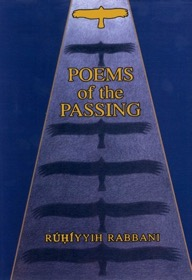 POEMS
of the
PASSING
RÚḤÍYYIH RABBANI